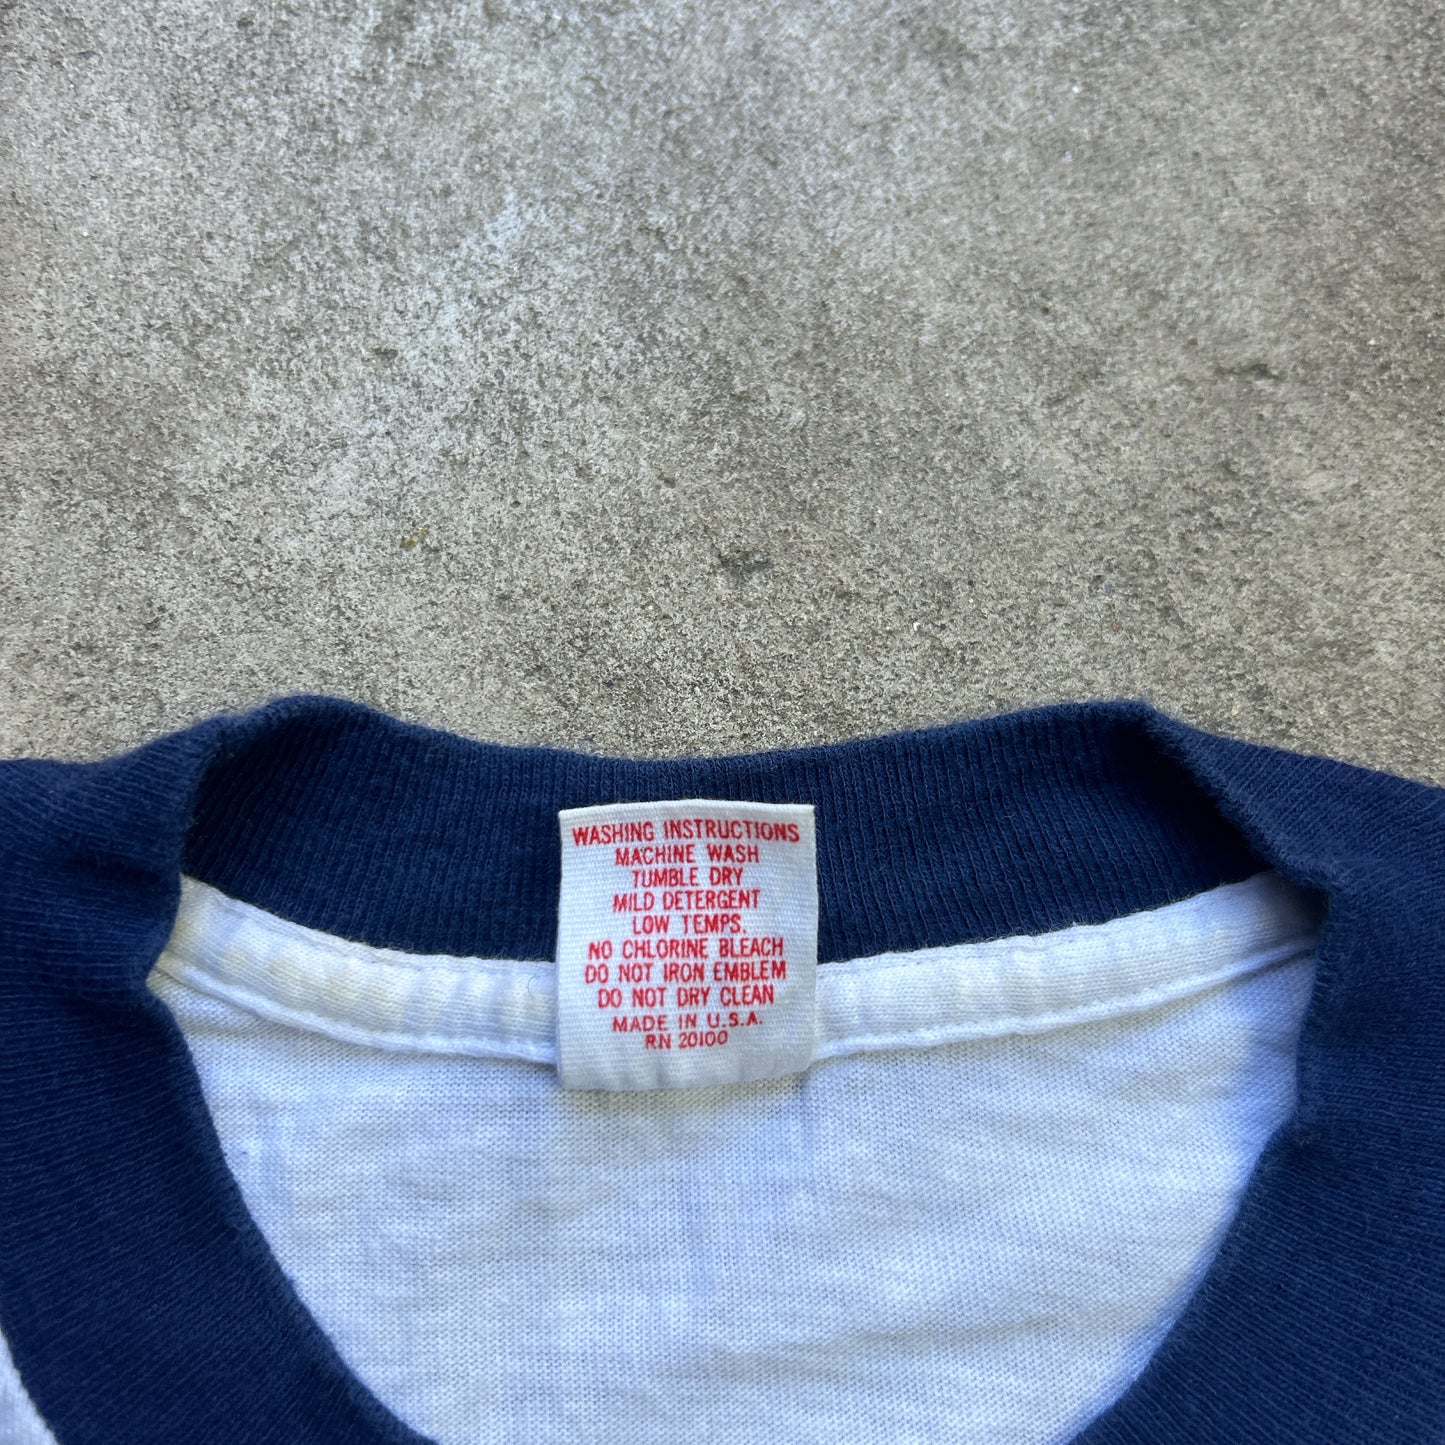 WASHING INSTRUCTIONS
MACHINE WASH
TUMBLE DRY
MILD DETERGENT
LOW TEMPS.
NO CHLORINE BLEACH
DO NOT IRON EMBLEM
DO NOT DRY CLEAN
MADE IN U.S.A.
RN 20100